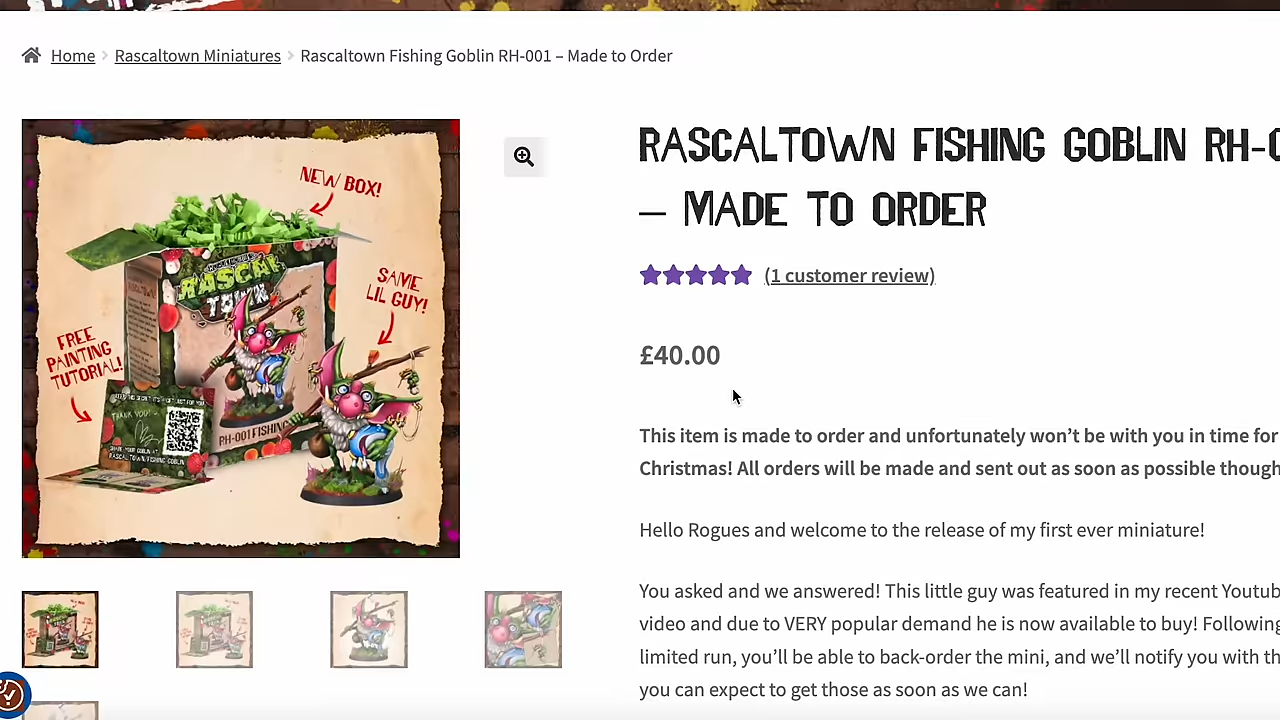 Home > Rascaltown Miniatures > Rascaltown Fishing Goblin RH-001 – Made to Order
NEW BOX!
SAME
LIL GUY!
FREE
PAINTING
TUTORIAL!
RASCAL
TOWN
THANK YOU!
RH-001 FISHING
RASCALTOWN FISHING GOBLIN RH-0
– MADE TO ORDER
(1 customer review)
£40.00
This item is made to order and unfortunately won’t be with you in time for
Christmas! All orders will be made and sent out as soon as possible though
Hello Rogues and welcome to the release of my first ever miniature!
You asked and we answered! This little guy was featured in my recent Youtub
video and due to VERY popular demand he is now available to buy! Following
limited run, you’ll be able to back-order the mini, and we’ll notify you with th
you can expect to get those as soon as we can!